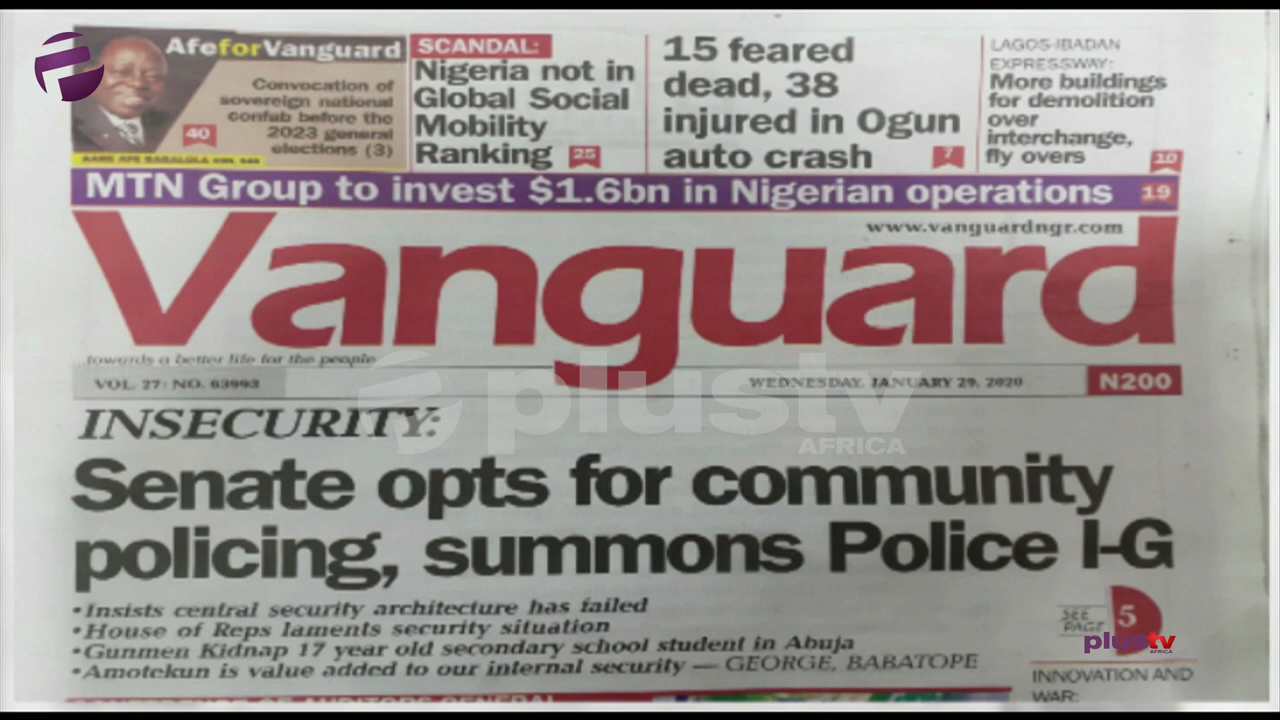 AfeforVanguard
Convocation of
sovereign national
confab before the
2023 general
elections (3)
40
AARE AFE BABALOLA
SCANDAL:
Nigeria not in
Global Social
Mobility
Ranking 25
15 feared
dead, 38
injured in Ogun
auto crash 7
LAGOS-IBADAN
EXPRESSWAY:
More buildings
for demolition
over
interchange,
fly overs 10
MTN Group to invest $1.6bn in Nigerian operations 19
www.vanguardngr.com
Vanguard
towards a better life for the people
VOL. 27: NO. 63993
WEDNESDAY, JANUARY 29, 2020
N200
plustv
AFRICA
INSECURITY:
Senate opts for community
policing, summons Police I-G
•Insists central security architecture has failed
•House of Reps laments security situation
•Gunmen Kidnap 17 year old secondary school student in Abuja
•Amotekun is value added to our internal security — GEORGE, BABATOPE
SEE
PAGE 5
plustv
AFRICA
INNOVATION AND
WAR: